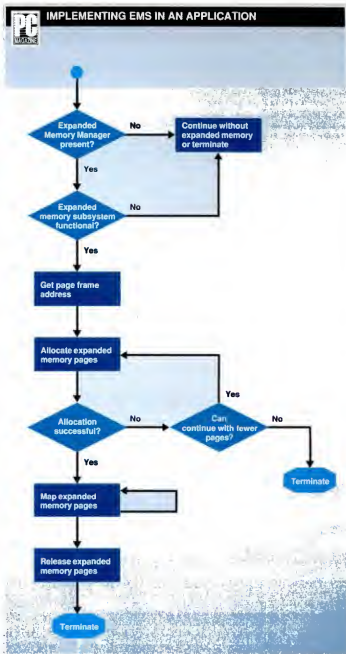 PC
MAGAZINE
IMPLEMENTING EMS IN AN APPLICATION
Expanded
Memory Manager
present?
No
Continue without
expanded memory
or terminate
Yes
Expanded
memory subsystem
functional?
No
Yes
Get page frame
address
Allocate expanded
memory pages
Yes
Allocation
successful?
No
Can
continue with fewer
pages?
No
Yes
Terminate
Map expanded
memory pages
Release expanded
memory pages
Terminate